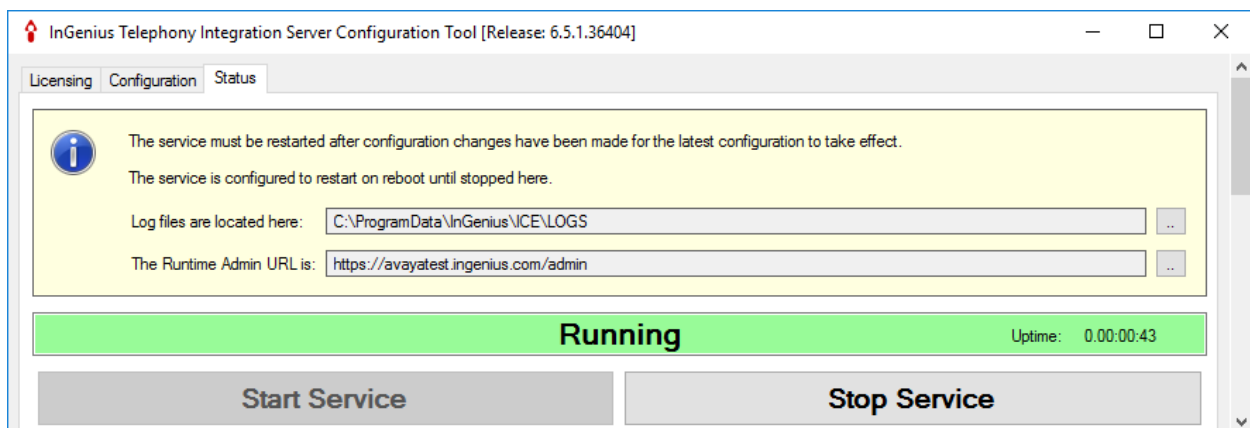 InGenius Telephony Integration Server Configuration Tool [Release: 6.5.1.36404]
Licensing Configuration Status
The service must be restarted after configuration changes have been made for the latest configuration to take effect.
The service is configured to restart on reboot until stopped here.
Log files are located here: C:\ProgramData\InGenius\ICE\LOGS ..
The Runtime Admin URL is: https://avayatest.ingenius.com/admin ..
Running Uptime: 0.00:00:43
Start Service Stop Service